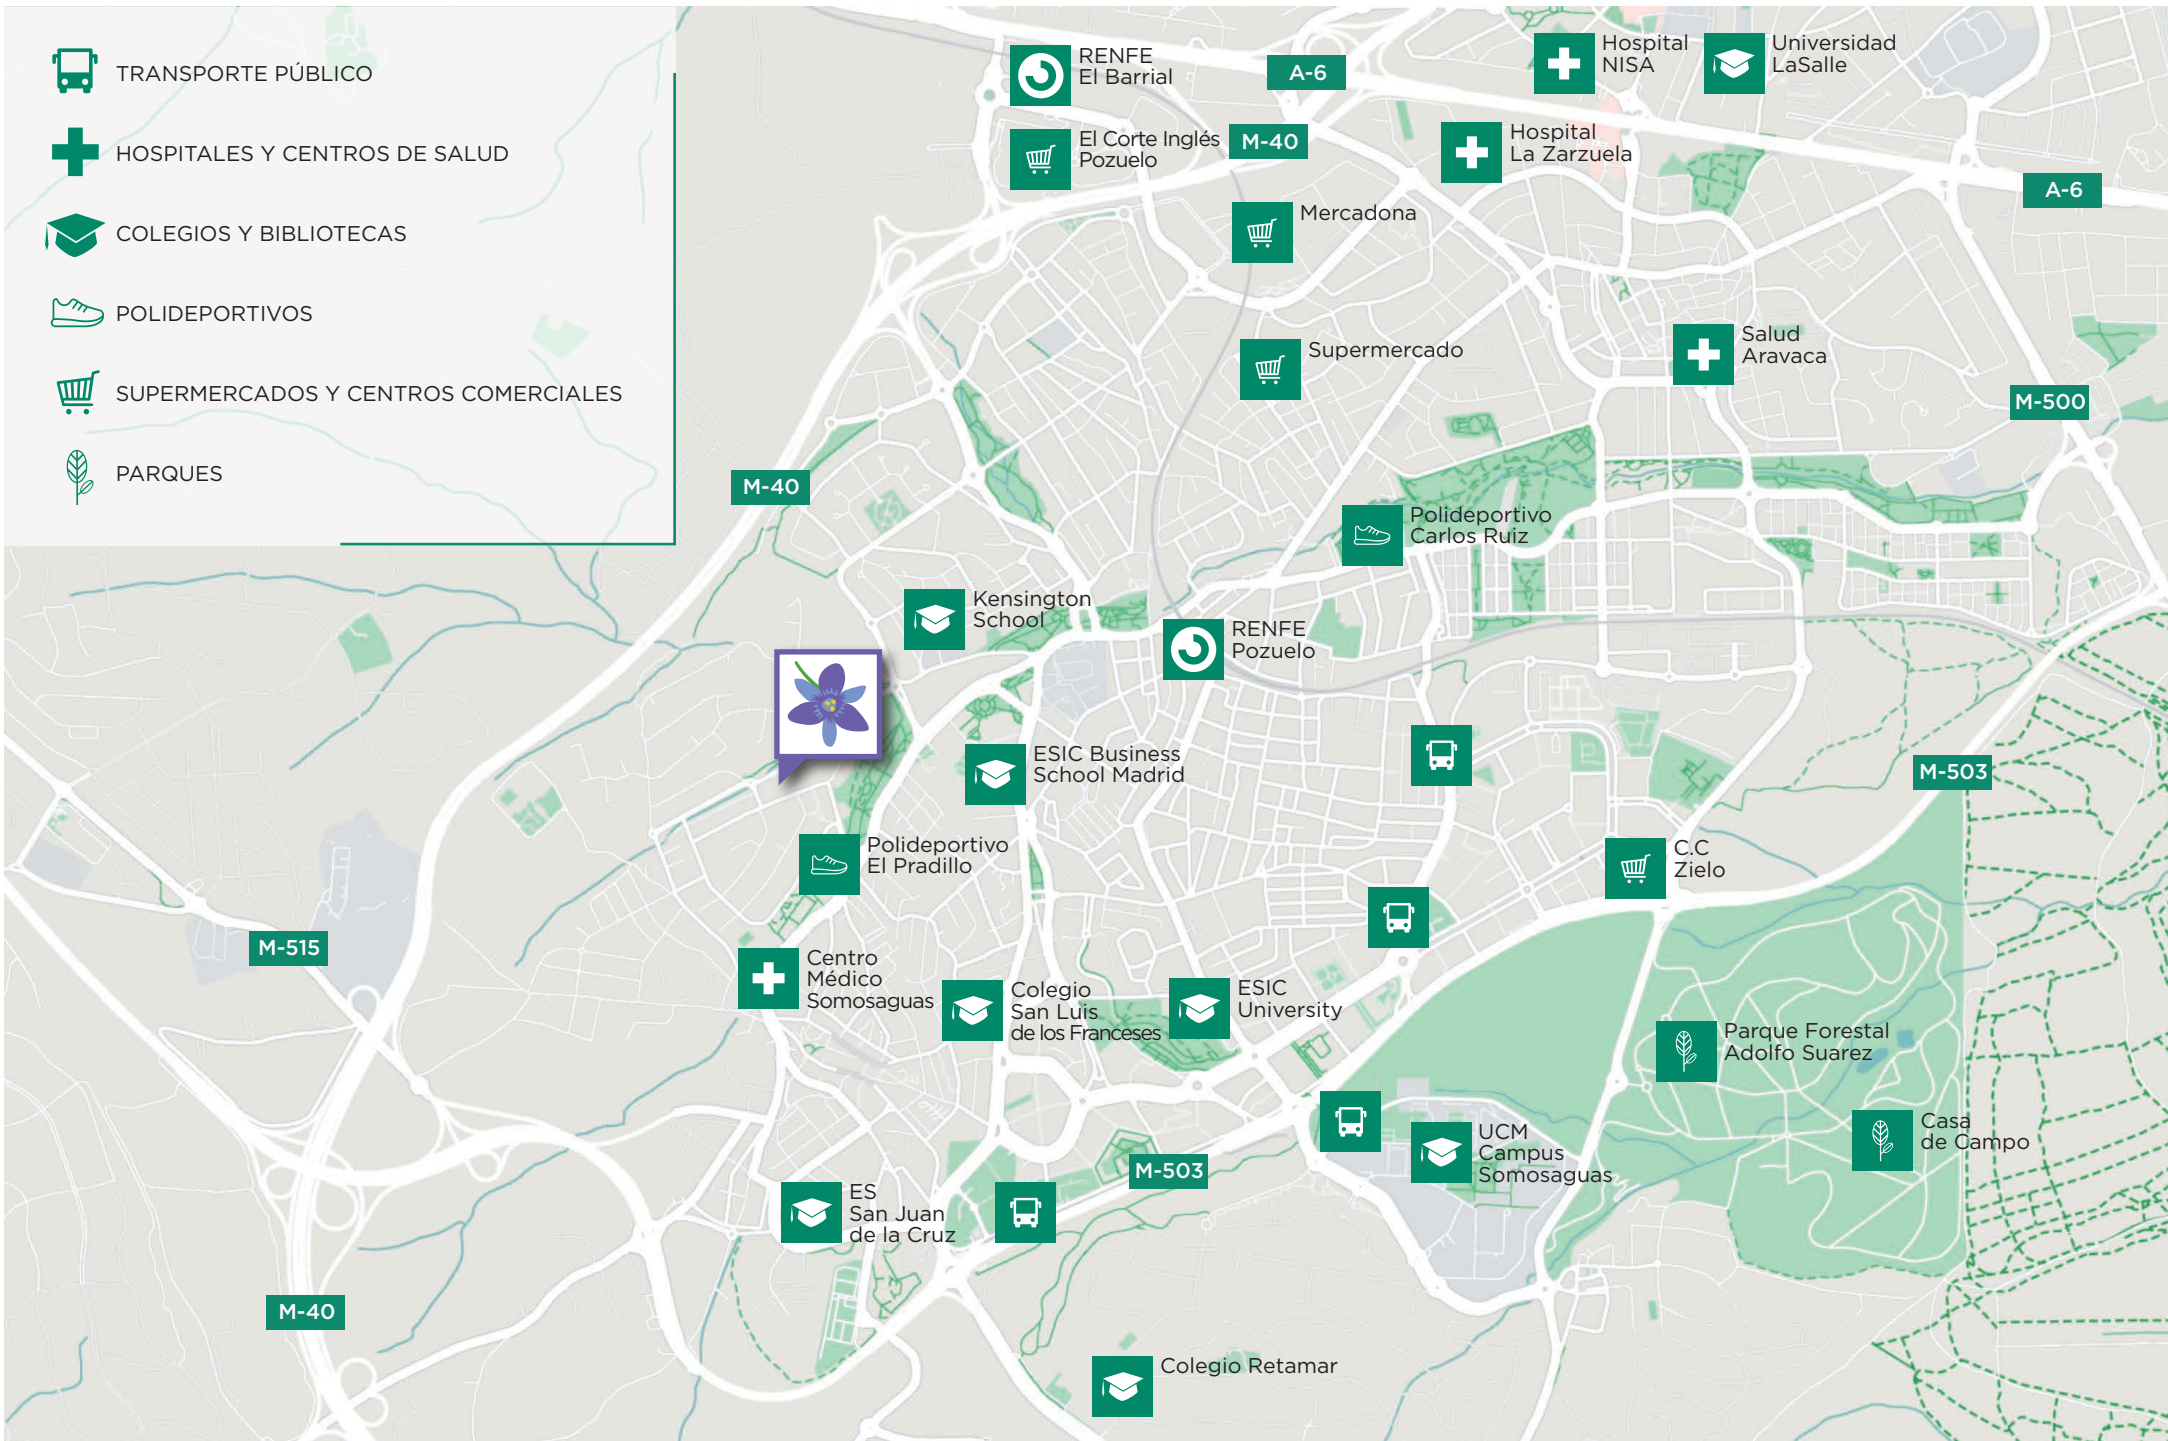 TRANSPORTE PÚBLICO
HOSPITALES Y CENTROS DE SALUD
COLEGIOS Y BIBLIOTECAS
POLIDEPORTIVOS
SUPERMERCADOS Y CENTROS COMERCIALES
PARQUES
RENFE
El Barrial
A-6
Hospital
NISA
Universidad
LaSalle
El Corte Inglés
Pozuelo
M-40
Hospital
La Zarzuela
A-6
Mercadona
Supermercado
Salud
Aravaca
M-500
M-40
Polideportivo
Carlos Ruiz
Kensington
School
RENFE
Pozuelo
ESIC Business
School Madrid
M-503
Polideportivo
El Pradillo
C.C
Zielo
M-515
Centro
Médico
Somosaguas
Colegio
San Luis
de los Franceses
ESIC
University
Parque Forestal
Adolfo Suarez
Casa
de Campo
UCM
Campus
Somosaguas
M-503
ES
San Juan
de la Cruz
M-40
Colegio Retamar